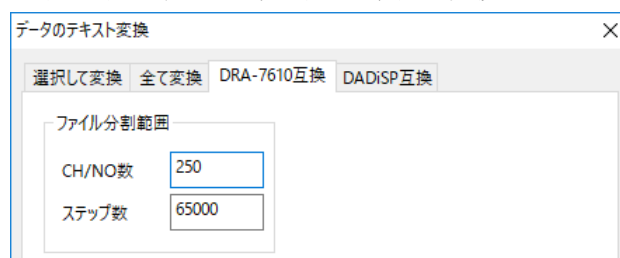 データのテキスト変換
選択して変換 全て変換 DRA-7610互換 DADiSP互換
ファイル分割範囲
CH/NO数 250
ステップ数 65000